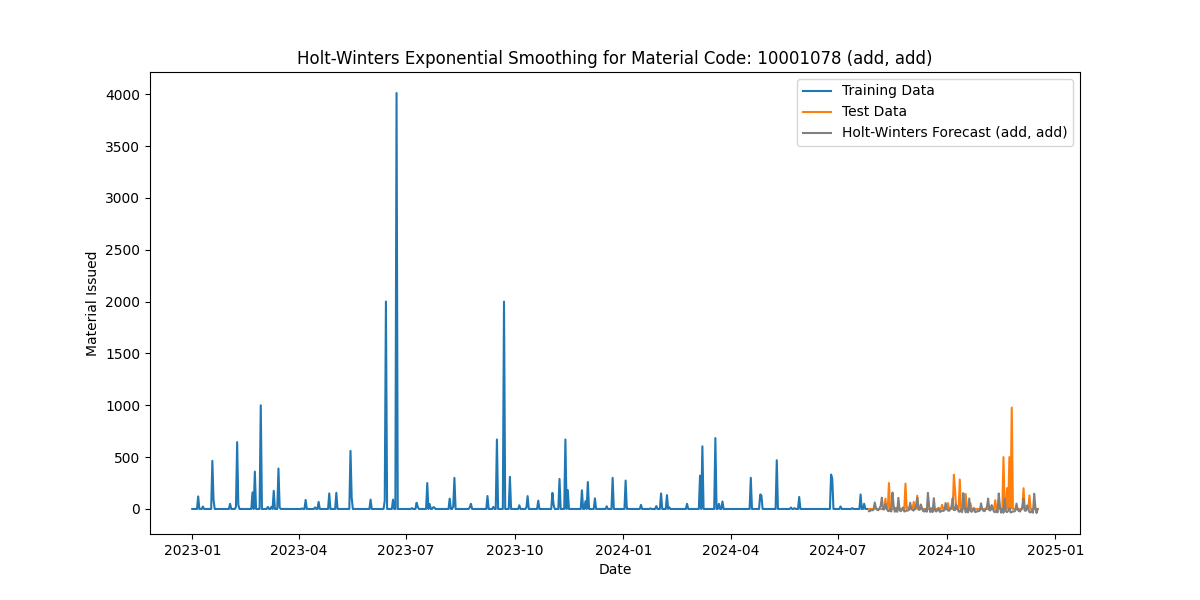 Holt-Winters Exponential Smoothing for Material Code: 10001078 (add, add)
Training Data
Test Data
Holt-Winters Forecast (add, add)
4000
3500
3000
2500
2000
1500
1000
500
0
Material Issued
2023-01 2023-04 2023-07 2023-10 2024-01 2024-04 2024-07 2024-10 2025-01
Date